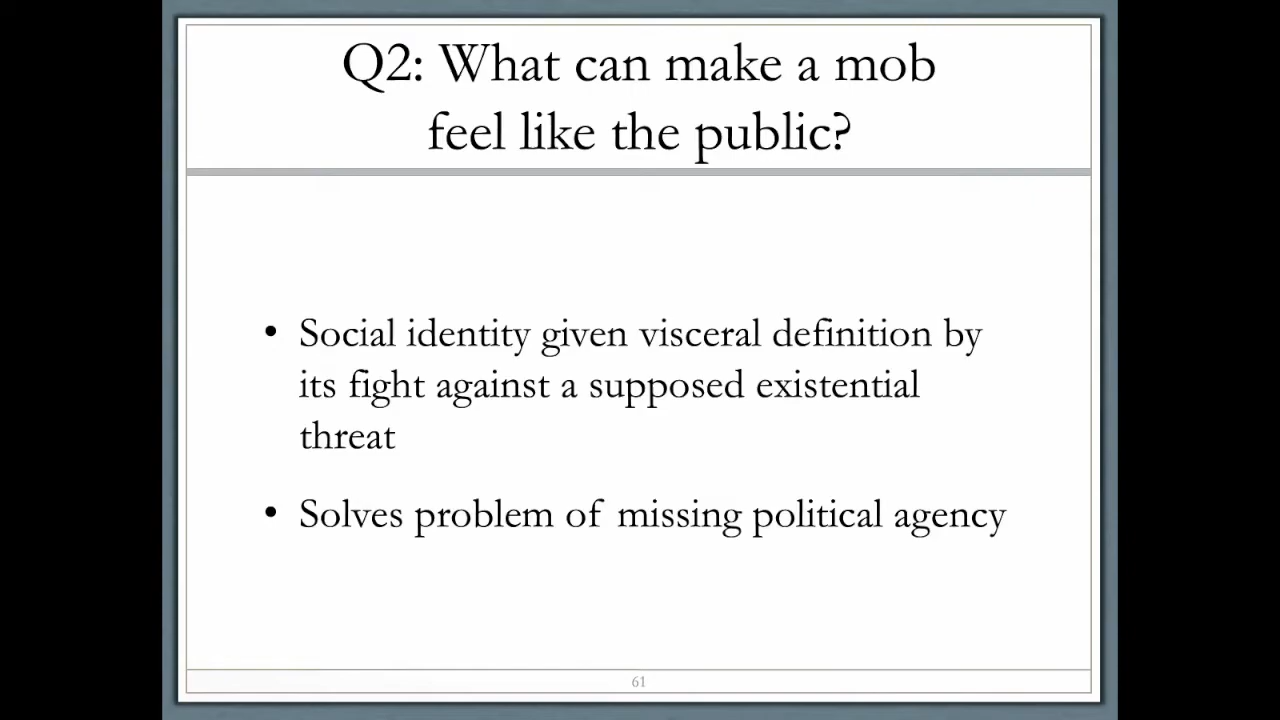 Q2: What can make a mob
feel like the public?
• Social identity given visceral definition by
its fight against a supposed existential
threat
• Solves problem of missing political agency
61